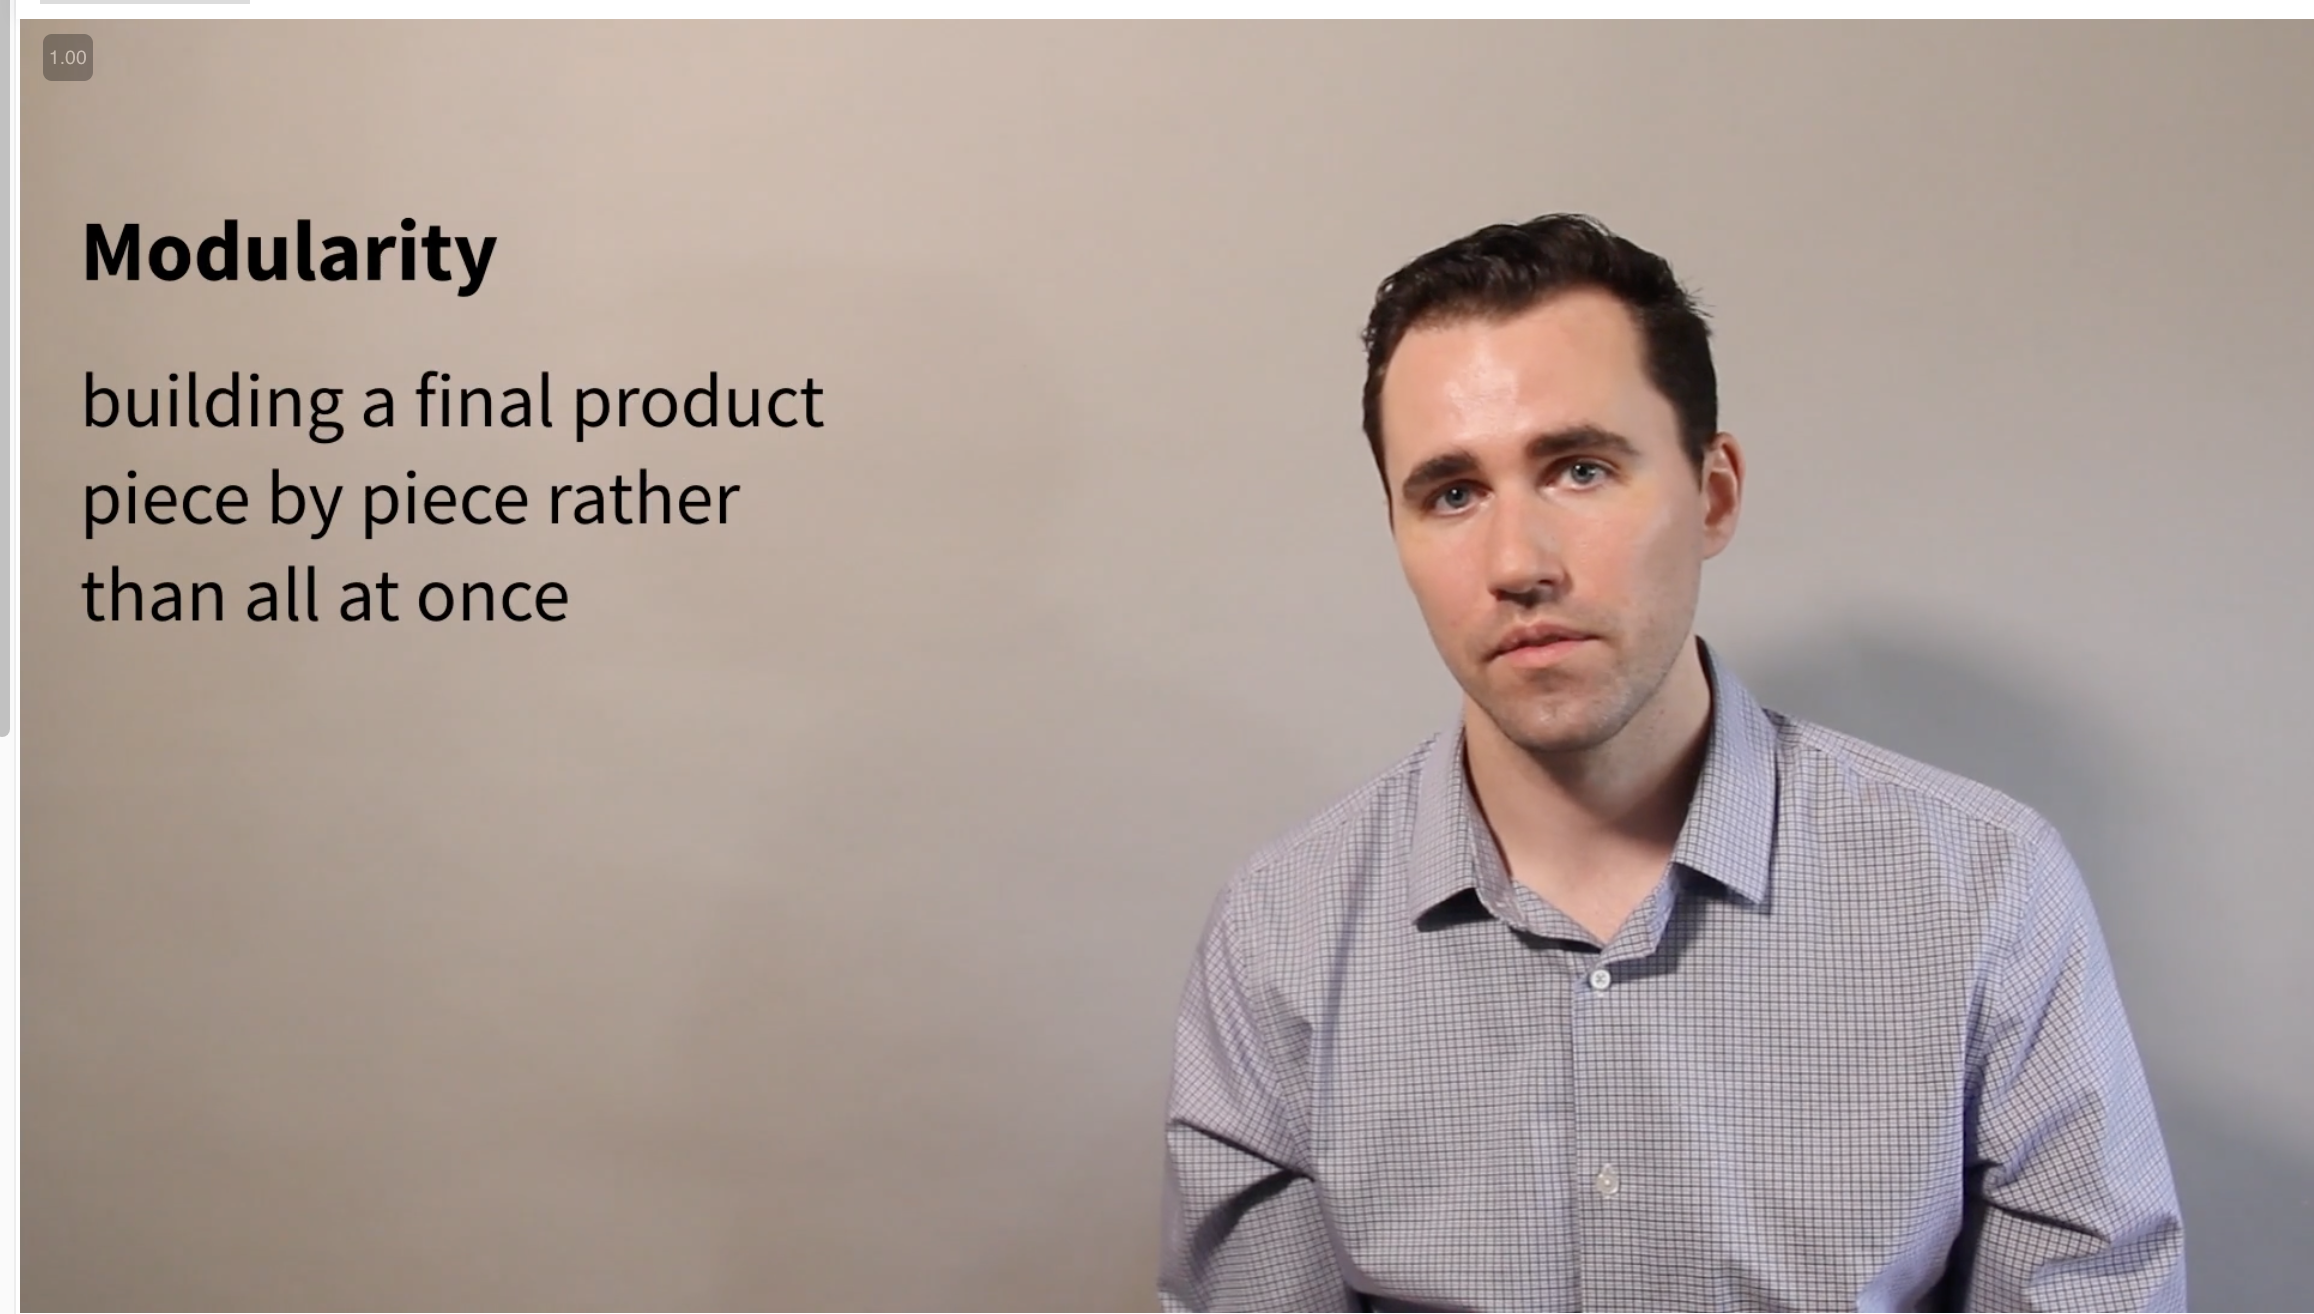 1.00
Modularity
building a final product
piece by piece rather
than all at once